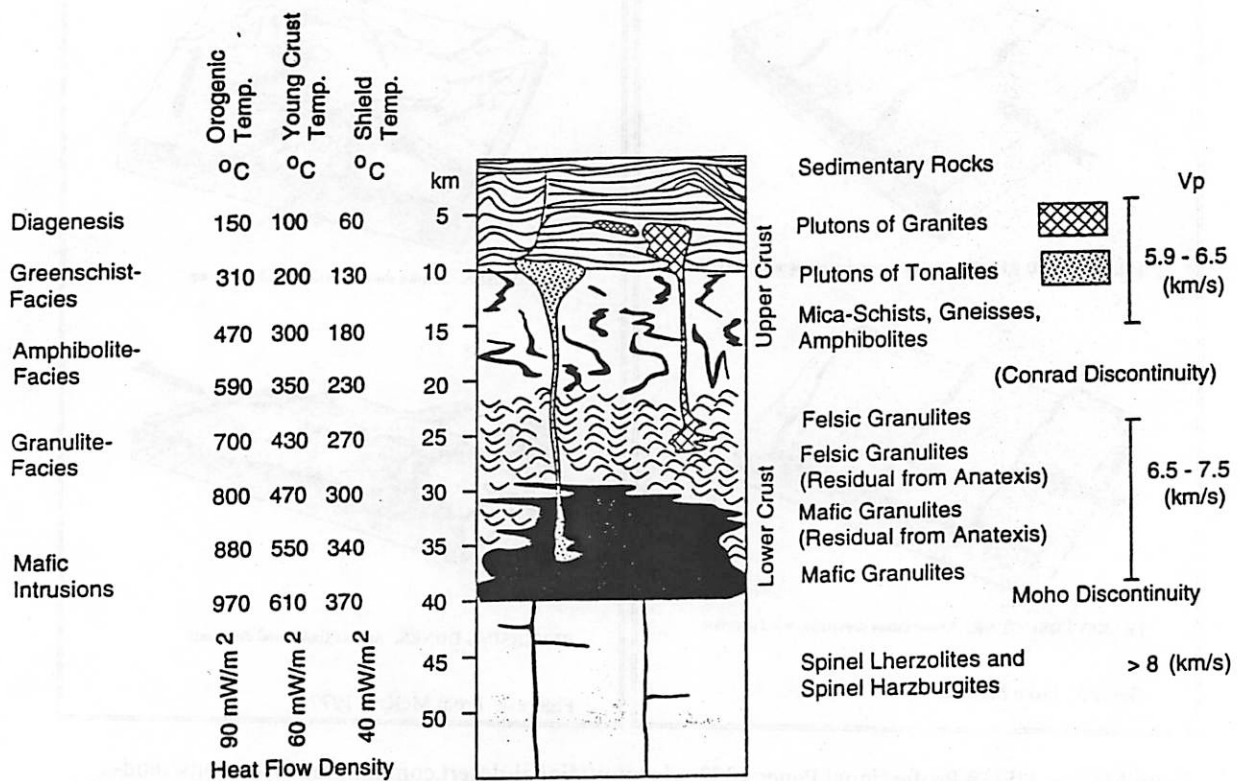 Orogenic
Temp.
°C
Young Crust
Temp.
°C
Shield
Temp.
°C
km
Diagenesis 150 100 60
Greenschist-
Facies
310 200 130
470 300 180
Amphibolite-
Facies
590 350 230
Granulite-
Facies
700 430 270
800 470 300
880 550 340
Mafic
Intrusions
970 610 370
90 mW/m 2
60 mW/m 2
40 mW/m 2
Heat Flow Density
5
10
15
20
25
30
35
40
45
50
Upper Crust
Lower Crust
Sedimentary Rocks
Vp
Plutons of Granites
Plutons of Tonalites
5.9 - 6.5
(km/s)
Mica-Schists, Gneisses,
Amphibolites
(Conrad Discontinuity)
Felsic Granulites
Felsic Granulites
(Residual from Anatexis)
6.5 - 7.5
(km/s)
Mafic Granulites
(Residual from Anatexis)
Mafic Granulites
Moho Discontinuity
Spinel Lherzolites and
Spinel Harzburgites
> 8 (km/s)